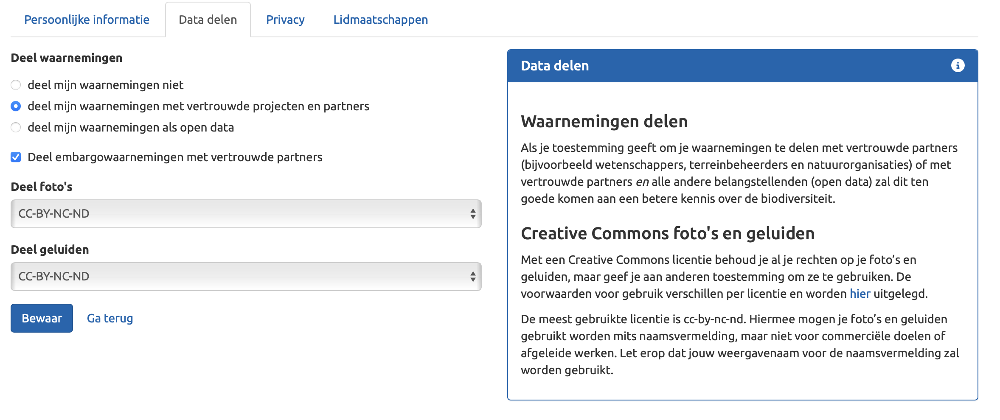 Persoonlijke informatie
Data delen
Privacy
Lidmaatschappen
Deel waarnemingen
deel mijn waarnemingen niet
deel mijn waarnemingen met vertrouwde projecten en partners
deel mijn waarnemingen als open data
Deel embargowaarnemingen met vertrouwde partners
Deel foto's
CC-BY-NC-ND
Deel geluiden
CC-BY-NC-ND
Bewaar
Ga terug
Data delen
Waarnemingen delen
Als je toestemming geeft om je waarnemingen te delen met vertrouwde partners
(bijvoorbeeld wetenschappers, terreinbeheerders en natuurorganisaties) of met
vertrouwde partners en alle andere belangstellenden (open data) zal dit ten
goede komen aan een betere kennis over de biodiversiteit.
Creative Commons foto's en geluiden
Met een Creative Commons licentie behoud je al je rechten op je foto’s en
geluiden, maar geef je aan anderen toestemming om ze te gebruiken. De
voorwaarden voor gebruik verschillen per licentie en worden hier uitgelegd.
De meest gebruikte licentie is cc-by-nc-nd. Hiermee mogen je foto’s en geluiden
gebruikt worden mits naamsvermelding, maar niet voor commerciële doelen of
afgeleide werken. Let erop dat jouw weergavenaam voor de naamsvermelding zal
worden gebruikt.